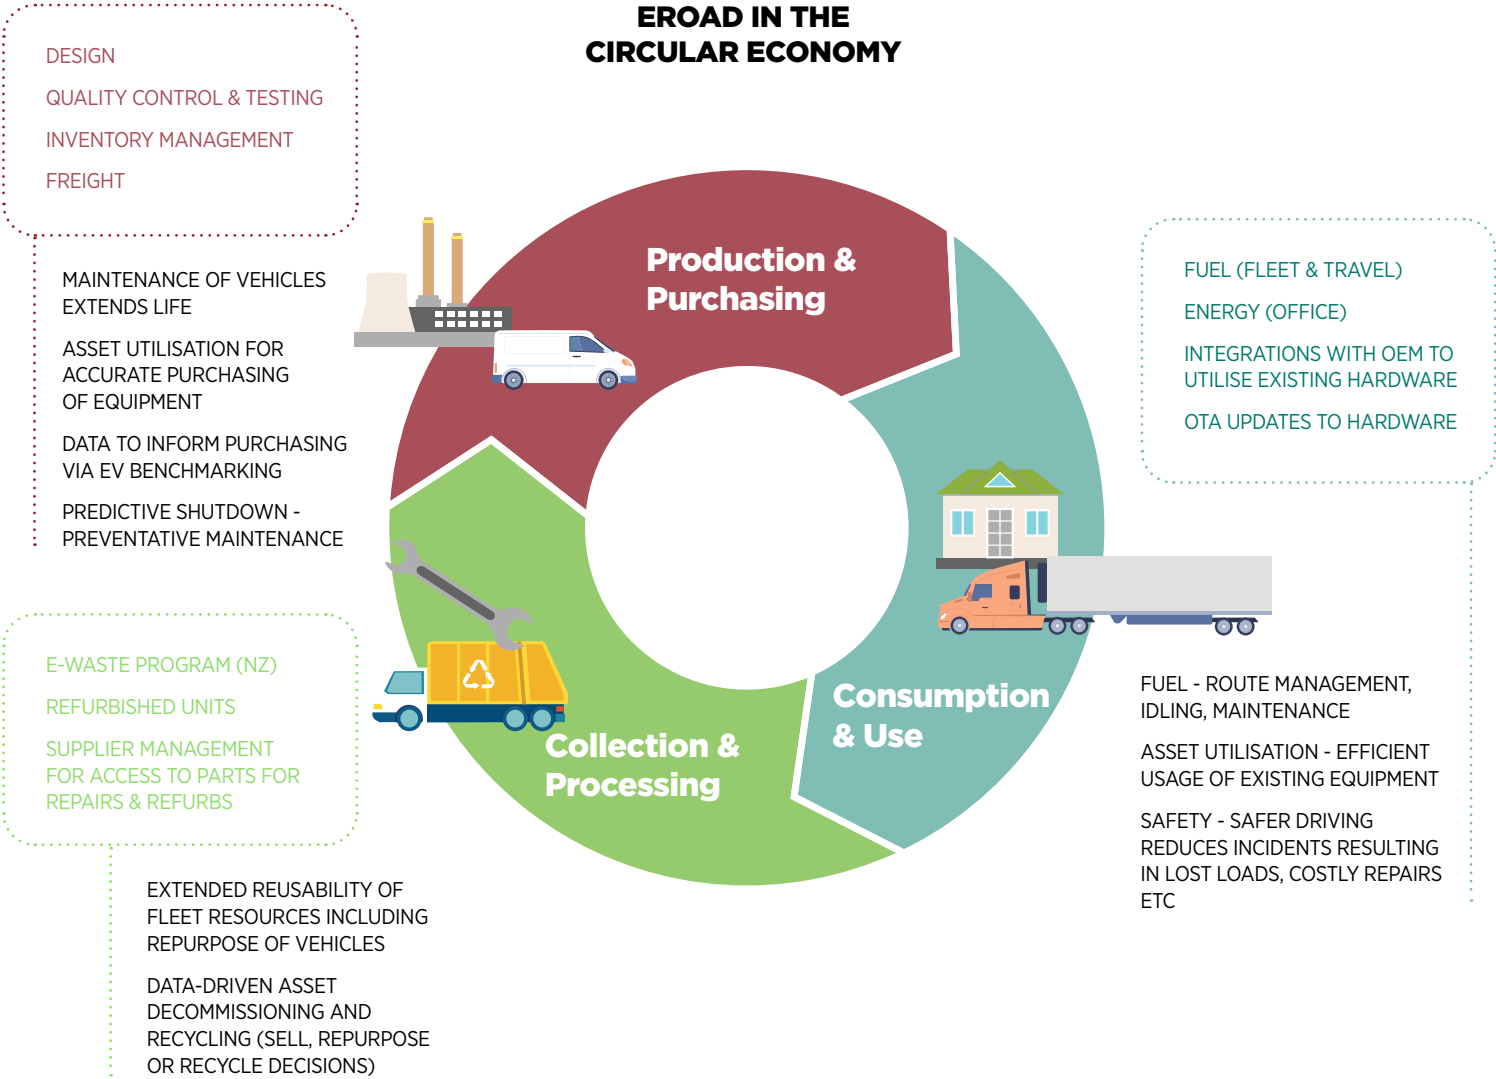 EROAD IN THE
CIRCULAR ECONOMY
DESIGN
QUALITY CONTROL & TESTING
INVENTORY MANAGEMENT
FREIGHT
MAINTENANCE OF VEHICLES
EXTENDS LIFE
ASSET UTILISATION FOR
ACCURATE PURCHASING
OF EQUIPMENT
DATA TO INFORM PURCHASING
VIA EV BENCHMARKING
PREDICTIVE SHUTDOWN -
PREVENTATIVE MAINTENANCE
Production &
Purchasing
FUEL (FLEET & TRAVEL)
ENERGY (OFFICE)
INTEGRATIONS WITH OEM TO
UTILISE EXISTING HARDWARE
OTA UPDATES TO HARDWARE
Consumption
& Use
FUEL - ROUTE MANAGEMENT,
IDLING, MAINTENANCE
ASSET UTILISATION - EFFICIENT
USAGE OF EXISTING EQUIPMENT
SAFETY - SAFER DRIVING
REDUCES INCIDENTS RESULTING
IN LOST LOADS, COSTLY REPAIRS
ETC
E-WASTE PROGRAM (NZ)
REFURBISHED UNITS
SUPPLIER MANAGEMENT
FOR ACCESS TO PARTS FOR
REPAIRS & REFURBS
Collection &
Processing
EXTENDED REUSABILITY OF
FLEET RESOURCES INCLUDING
REPURPOSE OF VEHICLES
DATA-DRIVEN ASSET
DECOMMISSIONING AND
RECYCLING (SELL, REPURPOSE
OR RECYCLE DECISIONS)